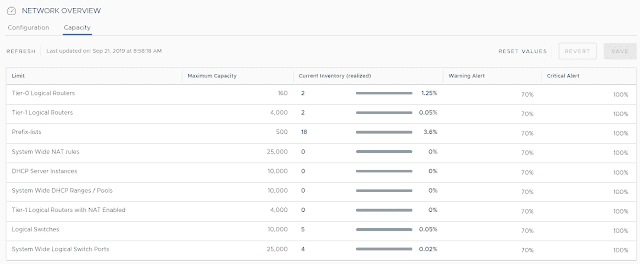 NETWORK OVERVIEW
Configuration Capacity
REFRESH Last updated on: Sep 21, 2019 at 8:58:18 AM RESET VALUES REVERT SAVE
Limit Maximum Capacity Current Inventory (realized) Warning Alert Critical Alert
Tier-0 Logical Routers 160 2 1.25% 70% 100%
Tier-1 Logical Routers 4,000 2 0.05% 70% 100%
Prefix-lists 500 18 3.6% 70% 100%
System Wide NAT rules 25,000 0 0% 70% 100%
DHCP Server Instances 10,000 0 0% 70% 100%
System Wide DHCP Ranges / Pools 10,000 0 0% 70% 100%
Tier-1 Logical Routers with NAT Enabled 4,000 0 0% 70% 100%
Logical Switches 10,000 5 0.05% 70% 100%
System Wide Logical Switch Ports 25,000 4 0.02% 70% 100%